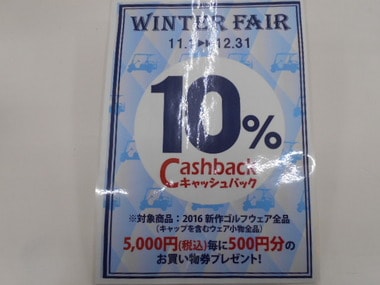 WINTER FAIR
11.1▶▶12.31
10%
Cashback
キャッシュバック
※対象商品：2016 新作ゴルフウェア全品
（キャップを含むウェア小物全品）
5,000円(税込)毎に500円分の
お買い物券プレゼント!